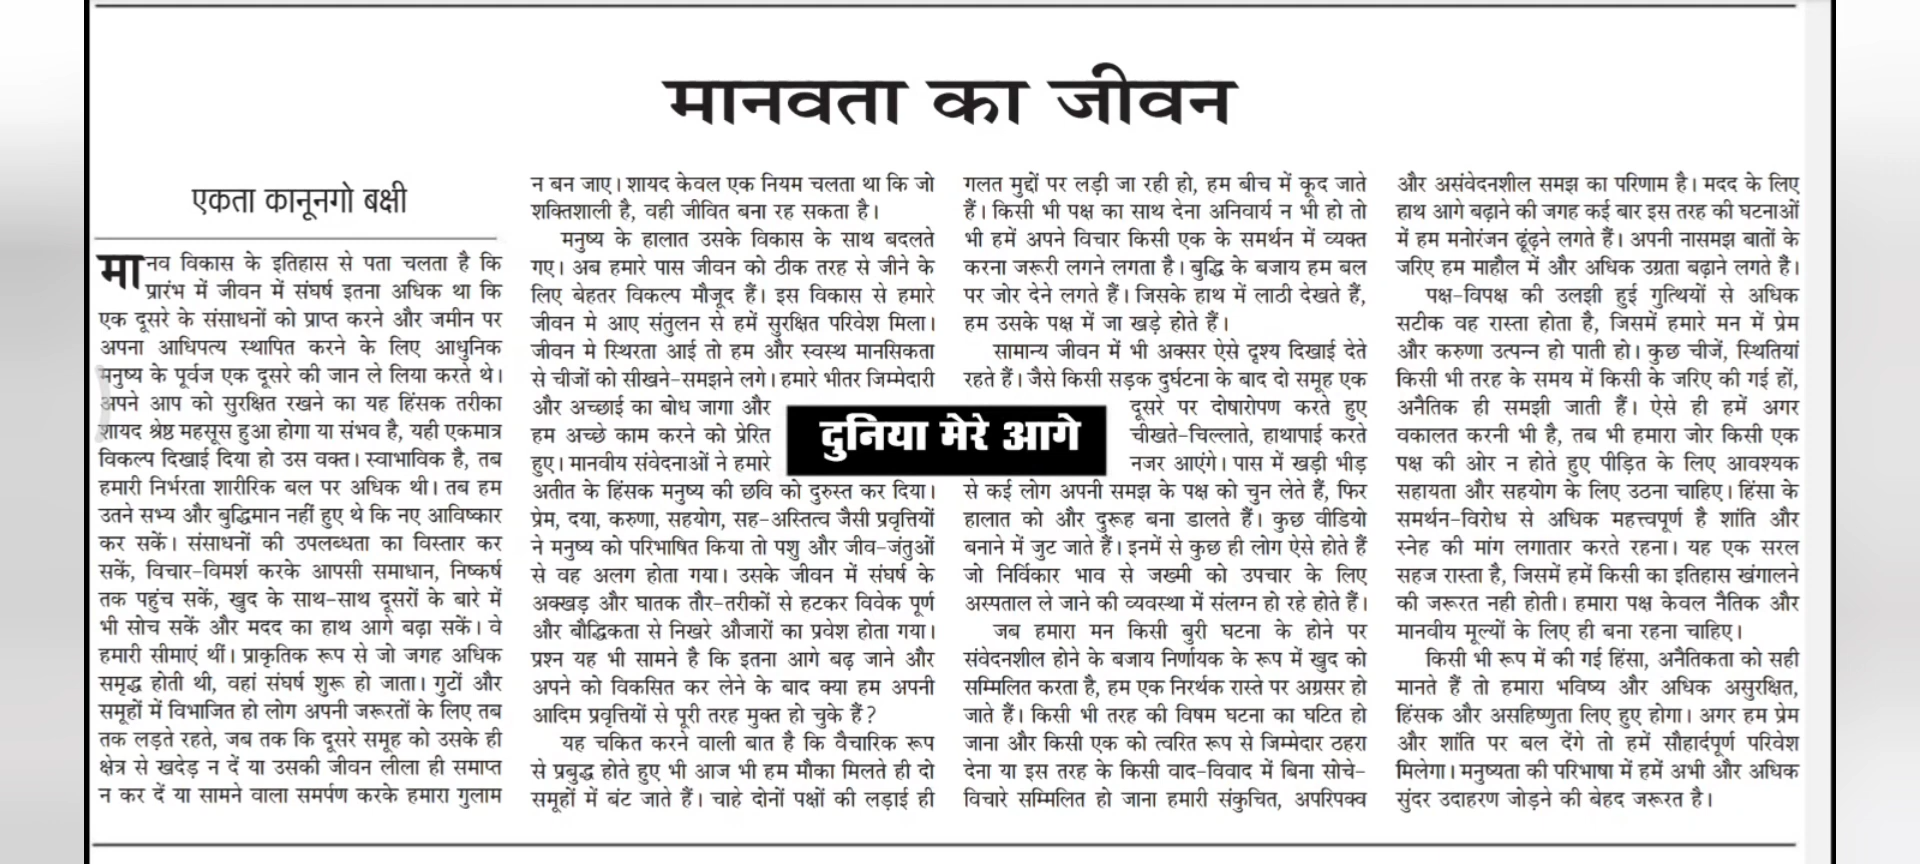 मानवता का जीवन
एकता कानूनगो बक्षी
मानव विकास के इतिहास से पता चलता है कि
प्रारंभ में जीवन में संघर्ष इतना अधिक था कि
एक दूसरे के संसाधनों को प्राप्त करने और जमीन पर
अपना आधिपत्य स्थापित करने के लिए आधुनिक
मनुष्य के पूर्वज एक दूसरे की जान ले लिया करते थे।
अपने आप को सुरक्षित रखने का यह हिंसक तरीका
शायद श्रेष्ठ महसूस हुआ होगा या संभव है, यही एकमात्र
विकल्प दिखाई दिया हो उस वक्त। स्वाभाविक है, तब
हमारी निर्भरता शारीरिक बल पर अधिक थी। तब हम
उतने सभ्य और बुद्धिमान नहीं हुए थे कि नए आविष्कार
कर सकें। संसाधनों की उपलब्धता का विस्तार कर
सकें, विचार-विमर्श करके आपसी समाधान, निष्कर्ष
तक पहुंच सकें, खुद के साथ-साथ दूसरों के बारे में
भी सोच सकें और मदद का हाथ आगे बढ़ा सकें। वे
हमारी सीमाएं थीं। प्राकृतिक रूप से जो जगह अधिक
समृद्ध होती थी, वहां संघर्ष शुरू हो जाता। गुटों और
समूहों में विभाजित हो लोग अपनी जरूरतों के लिए तब
तक लड़ते रहते, जब तक कि दूसरे समूह को उसके ही
क्षेत्र से खदेड़ न दें या उसकी जीवन लीला ही समाप्त
न कर दें या सामने वाला समर्पण करके हमारा गुलाम
न बन जाए। शायद केवल एक नियम चलता था कि जो
शक्तिशाली है, वही जीवित बना रह सकता है।
मनुष्य के हालात उसके विकास के साथ बदलते
गए। अब हमारे पास जीवन को ठीक तरह से जीने के
लिए बेहतर विकल्प मौजूद हैं। इस विकास से हमारे
जीवन मे आए संतुलन से हमें सुरक्षित परिवेश मिला।
जीवन मे स्थिरता आई तो हम और स्वस्थ मानसिकता
से चीजों को सीखने-समझने लगे। हमारे भीतर जिम्मेदारी
और अच्छाई का बोध जागा और
हम अच्छे काम करने को प्रेरित
हुए। मानवीय संवेदनाओं ने हमारे
अतीत के हिंसक मनुष्य की छवि को दुरुस्त कर दिया।
प्रेम, दया, करुणा, सहयोग, सह-अस्तित्व जैसी प्रवृत्तियों
ने मनुष्य को परिभाषित किया तो पशु और जीव-जंतुओं
से वह अलग होता गया। उसके जीवन में संघर्ष के
अक्खड़ और घातक तौर-तरीकों से हटकर विवेक पूर्ण
और बौद्धिकता से निखरे औजारों का प्रवेश होता गया।
प्रश्न यह भी सामने है कि इतना आगे बढ़ जाने और
अपने को विकसित कर लेने के बाद क्या हम अपनी
आदिम प्रवृत्तियों से पूरी तरह मुक्त हो चुके हैं?
यह चकित करने वाली बात है कि वैचारिक रूप
से प्रबुद्ध होते हुए भी आज भी हम मौका मिलते ही दो
समूहों में बंट जाते हैं। चाहे दोनों पक्षों की लड़ाई ही
दुनिया मेरे आगे
गलत मुद्दों पर लड़ी जा रही हो, हम बीच में कूद जाते
हैं। किसी भी पक्ष का साथ देना अनिवार्य न भी हो तो
भी हमें अपने विचार किसी एक के समर्थन में व्यक्त
करना जरूरी लगने लगता है। बुद्धि के बजाय हम बल
पर जोर देने लगते हैं। जिसके हाथ में लाठी देखते हैं,
हम उसके पक्ष में जा खड़े होते हैं।
सामान्य जीवन में भी अक्सर ऐसे दृश्य दिखाई देते
रहते हैं। जैसे किसी सड़क दुर्घटना के बाद दो समूह एक
दूसरे पर दोषारोपण करते हुए
चीखते-चिल्लाते, हाथापाई करते
नजर आएंगे। पास में खड़ी भीड़
से कई लोग अपनी समझ के पक्ष को चुन लेते हैं, फिर
हालात को और दुरूह बना डालते हैं। कुछ वीडियो
बनाने में जुट जाते हैं। इनमें से कुछ ही लोग ऐसे होते हैं
जो निर्विकार भाव से जख्मी को उपचार के लिए
अस्पताल ले जाने की व्यवस्था में संलग्न हो रहे होते हैं।
जब हमारा मन किसी बुरी घटना के होने पर
संवेदनशील होने के बजाय निर्णायक के रूप में खुद को
सम्मिलित करता है, हम एक निरर्थक रास्ते पर अग्रसर हो
जाते हैं। किसी भी तरह की विषम घटना का घटित हो
जाना और किसी एक को त्वरित रूप से जिम्मेदार ठहरा
देना या इस तरह के किसी वाद-विवाद में बिना सोचे-
विचारे सम्मिलित हो जाना हमारी संकुचित, अपरिपक्व
और असंवेदनशील समझ का परिणाम है। मदद के लिए
हाथ आगे बढ़ाने की जगह कई बार इस तरह की घटनाओं
में हम मनोरंजन ढूंढ़ने लगते हैं। अपनी नासमझ बातों के
जरिए हम माहौल में और अधिक उग्रता बढ़ाने लगते हैं।
पक्ष-विपक्ष की उलझी हुई गुत्थियों से अधिक
सटीक वह रास्ता होता है, जिसमें हमारे मन में प्रेम
और करुणा उत्पन्न हो पाती हो। कुछ चीजें, स्थितियां
किसी भी तरह के समय में किसी के जरिए की गई हों,
अनैतिक ही समझी जाती हैं। ऐसे ही हमें अगर
वकालत करनी भी है, तब भी हमारा जोर किसी एक
पक्ष की ओर न होते हुए पीड़ित के लिए आवश्यक
सहायता और सहयोग के लिए उठना चाहिए। हिंसा के
समर्थन-विरोध से अधिक महत्त्वपूर्ण है शांति और
स्नेह की मांग लगातार करते रहना। यह एक सरल
सहज रास्ता है, जिसमें हमें किसी का इतिहास खंगालने
की जरूरत नही होती। हमारा पक्ष केवल नैतिक और
मानवीय मूल्यों के लिए ही बना रहना चाहिए।
किसी भी रूप में की गई हिंसा, अनैतिकता को सही
मानते हैं तो हमारा भविष्य और अधिक असुरक्षित,
हिंसक और असहिष्णुता लिए हुए होगा। अगर हम प्रेम
और शांति पर बल देंगे तो हमें सौहार्दपूर्ण परिवेश
मिलेगा। मनुष्यता की परिभाषा में हमें अभी और अधिक
सुंदर उदाहरण जोड़ने की बेहद जरूरत है।